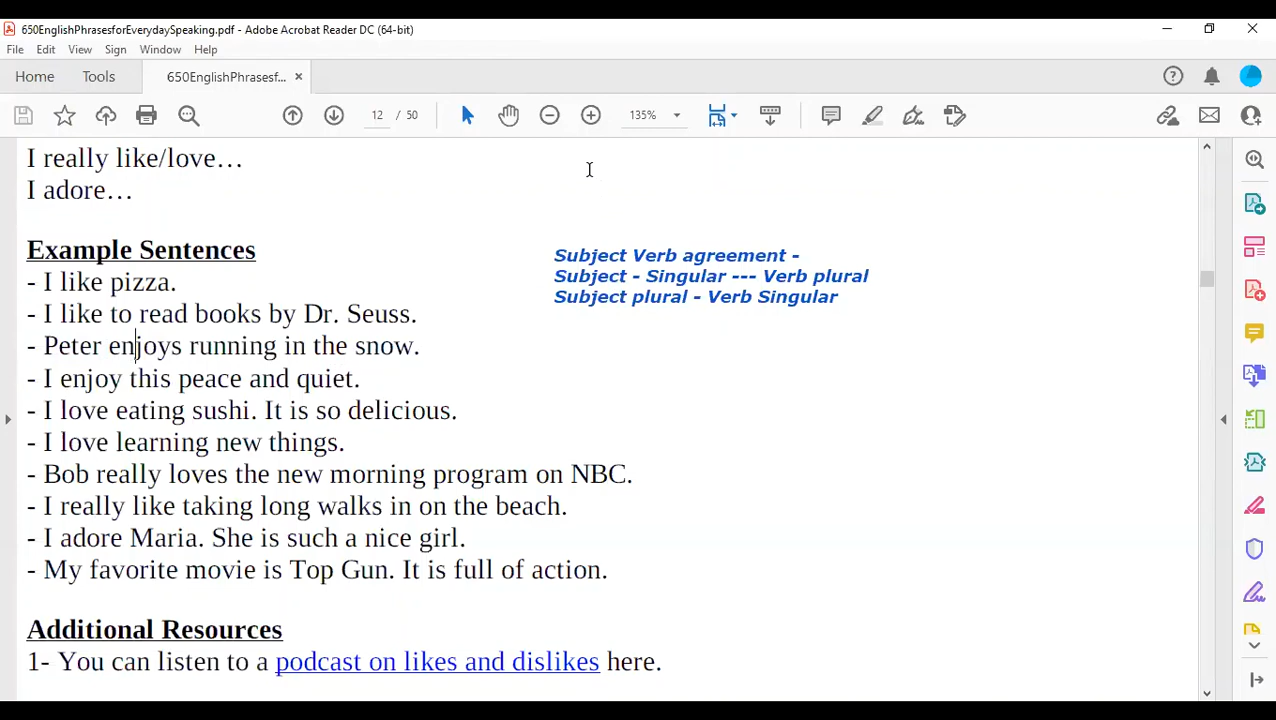 650EnglishPhrasesforEverydaySpeaking.pdf - Adobe Acrobat Reader DC (64-bit)
File Edit View Sign Window Help
Home Tools 650EnglishPhrasesf...
12 / 50 135%
I really like/love…
I adore…
Example Sentences
- I like pizza.
- I like to read books by Dr. Seuss.
- Peter enjoys running in the snow.
- I enjoy this peace and quiet.
- I love eating sushi. It is so delicious.
- I love learning new things.
- Bob really loves the new morning program on NBC.
- I really like taking long walks in on the beach.
- I adore Maria. She is such a nice girl.
- My favorite movie is Top Gun. It is full of action.
Subject Verb agreement -
Subject - Singular --- Verb plural
Subject plural - Verb Singular
Additional Resources
1- You can listen to a podcast on likes and dislikes here.